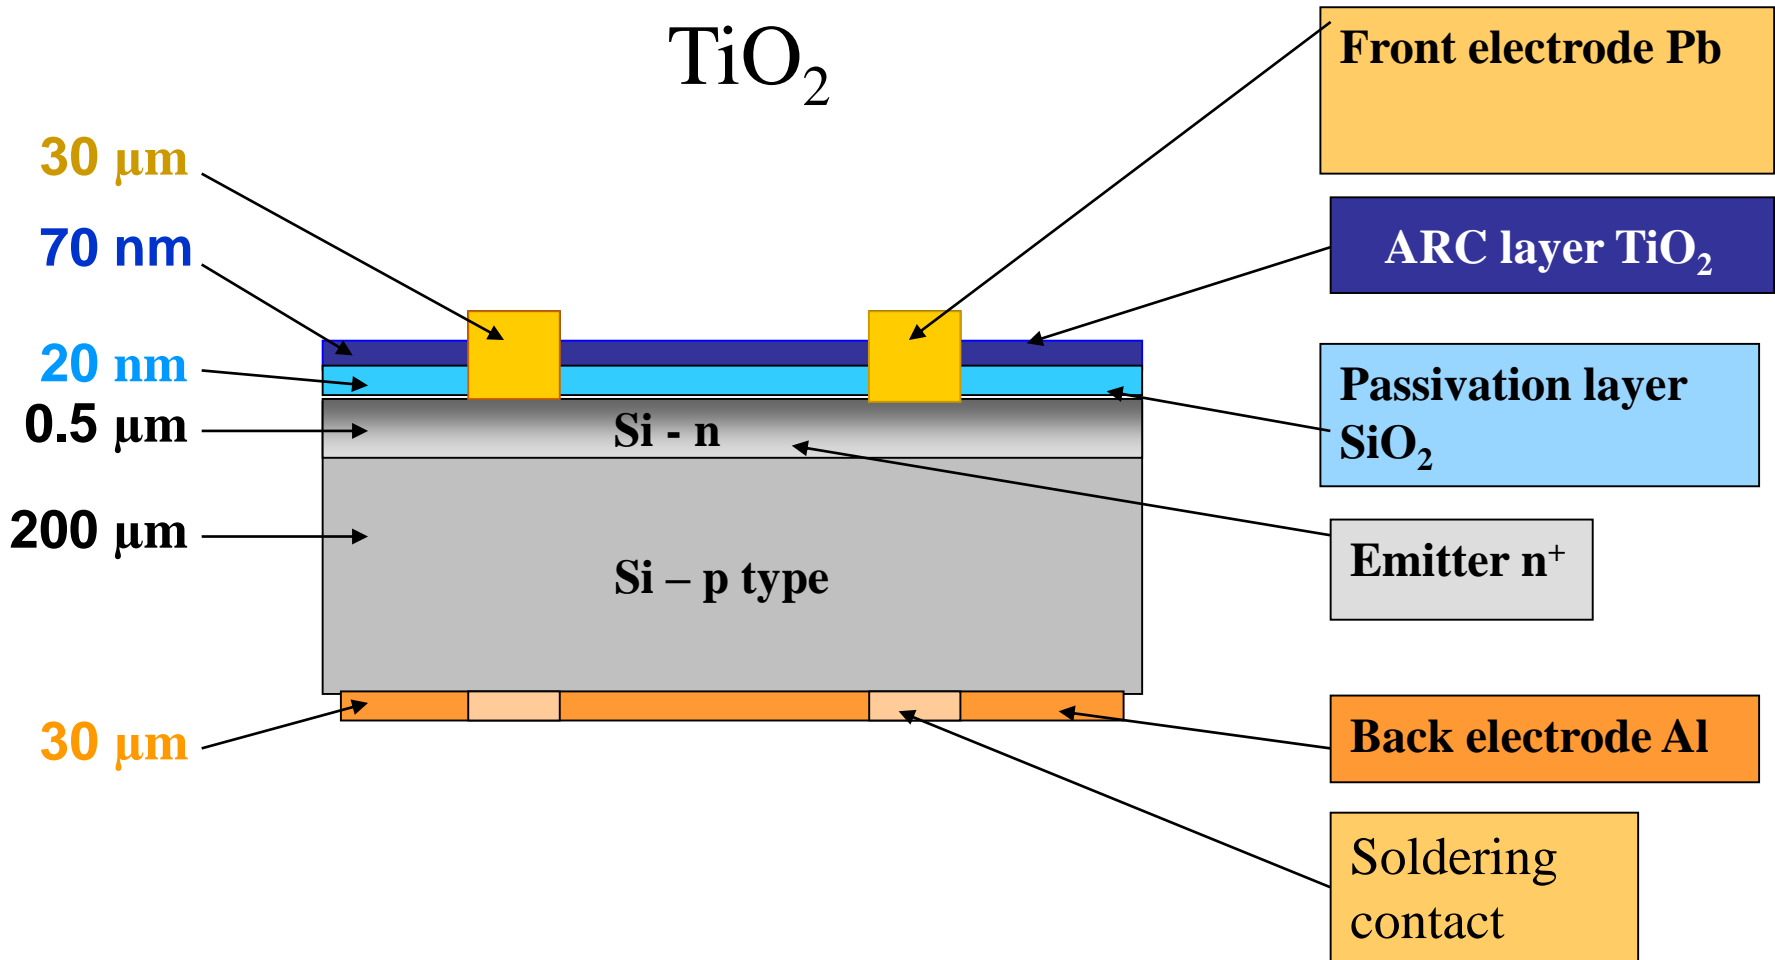 TiO₂
Front electrode Pb
30 μm
70 nm
ARC layer TiO₂
20 nm
Passivation layer
SiO₂
0.5 μm
Si - n
200 μm
Emitter n⁺
Si – p type
30 μm
Back electrode Al
Soldering
contact